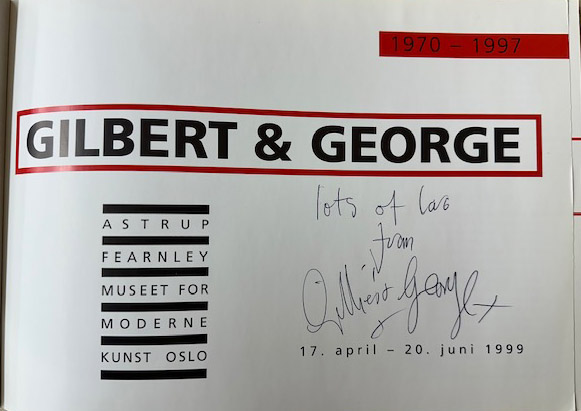 1970 – 1997
GILBERT & GEORGE
lots of love
from
Gilbert & George x
ASTRUP
FEARNLEY
MUSEET FOR
MODERNE
KUNST OSLO
17. april – 20. juni 1999